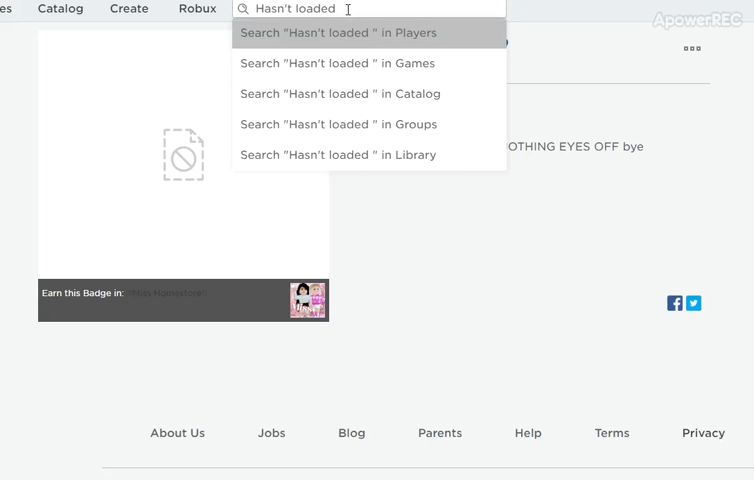 es Catalog Create Robux Hasn't loaded
ApowerREC
Search "Hasn't loaded " in Players
Search "Hasn't loaded " in Games
Search "Hasn't loaded " in Catalog
Search "Hasn't loaded " in Groups
OTHING EYES OFF bye
Search "Hasn't loaded " in Library
Earn this Badge in: Miss Homestore
About Us Jobs Blog Parents Help Terms Privacy